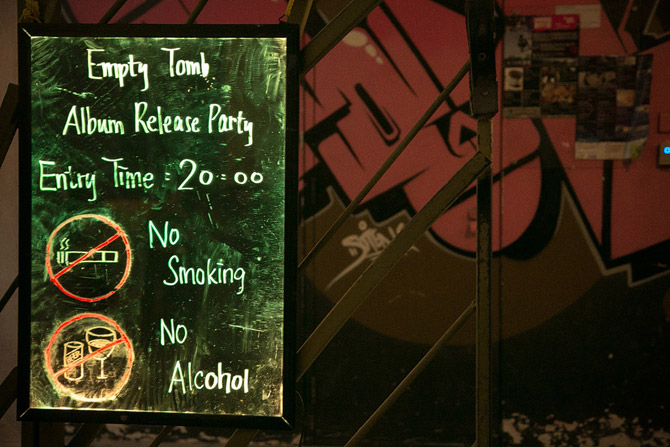 Empty Tomb
Album Release Party
Entry Time : 20:00
No
Smoking
No
Alcohol